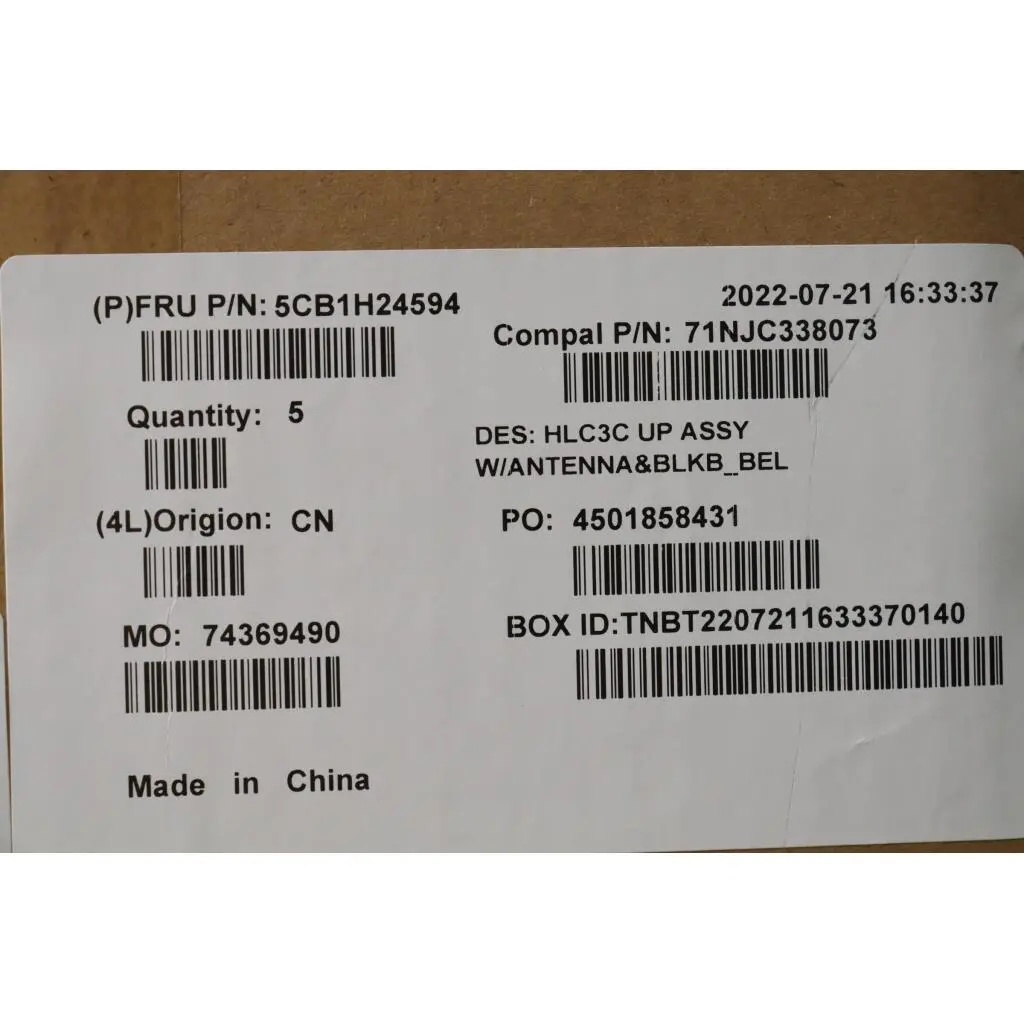 (P)FRU P/N: 5CB1H24594
2022-07-21 16:33:37
Compal P/N: 71NJC338073
Quantity: 5
DES: HLC3C UP ASSY
W/ANTENNA&BLKB_BEL
(4L)Origion: CN
PO: 4501858431
MO: 74369490
BOX ID:TNBT2207211633370140
Made in China